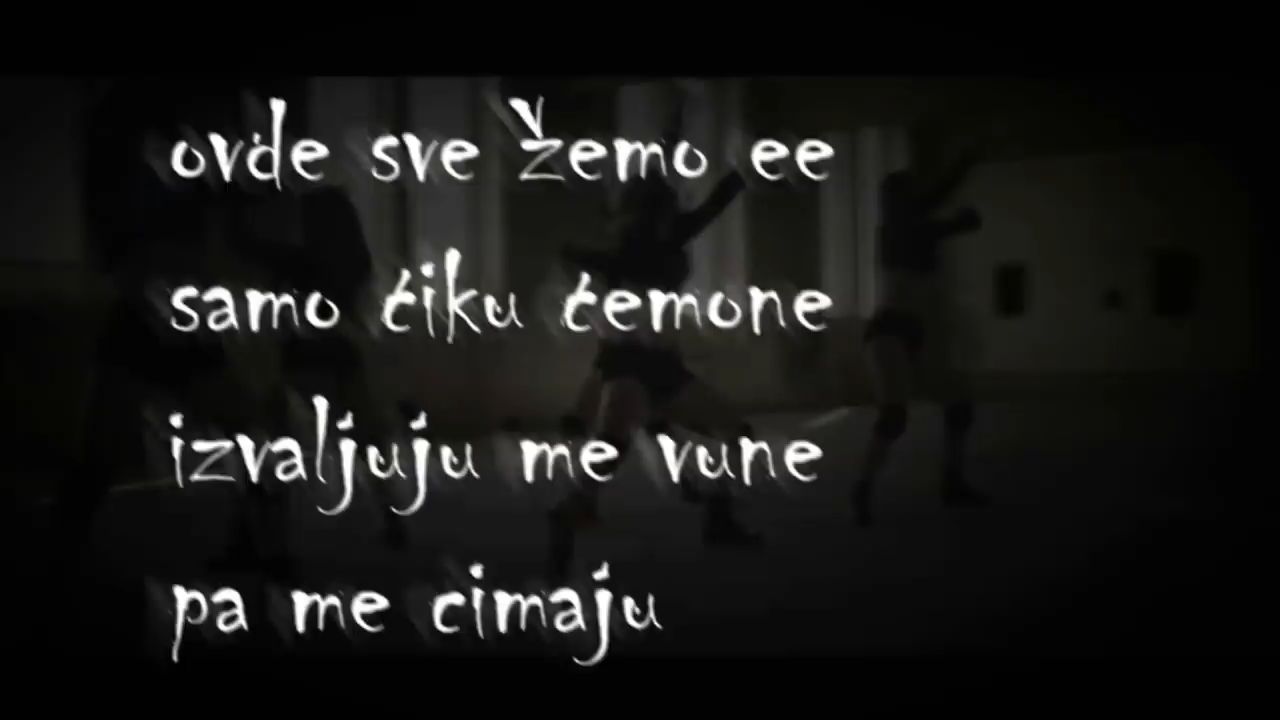 ovde sve žemo ee
samo ćiku ćemone
izvaljuju me vune
pa me cimaju